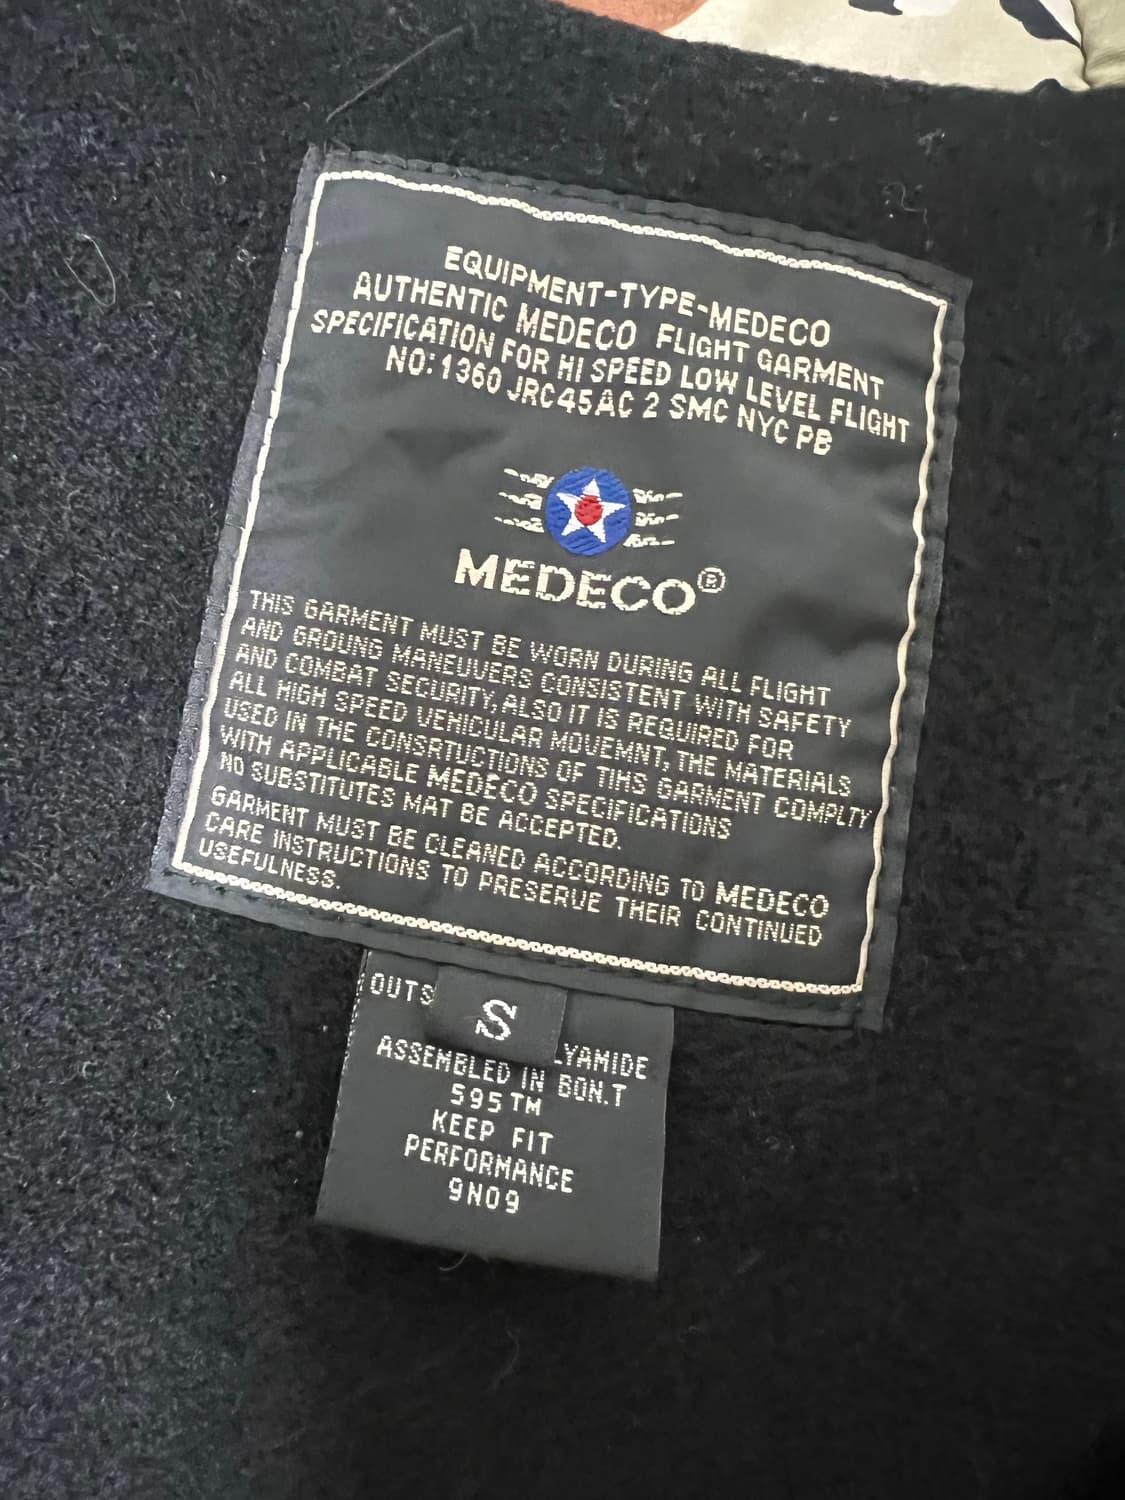 EQUIPMENT-TYPE-MEDECO
AUTHENTIC MEDECO FLIGHT GARMENT
SPECIFICATION FOR HI SPEED LOW LEVEL FLIGHT
NO: 1360 JRC45AC 2 SMC NYC PB
MEDECO®
THIS GARMENT MUST BE WORN DURING ALL FLIGHT
AND GROUNG MANEUVERS CONSISTENT WITH SAFETY
AND COMBAT SECURITY, ALSO IT IS REQUIRED FOR
ALL HIGH SPEED VEHICULAR MOVEMNT, THE MATERIALS
USED IN THE CONSRTUCTIONS OF TIHS GARMENT COMPLTY
WITH APPLICABLE MEDECO SPECIFICATIONS
NO SUBSTITUTES MAT BE ACCEPTED.
GARMENT MUST BE CLEANED ACCORDING TO MEDECO
CARE INSTRUCTIONS TO PRESERVE THEIR CONTINUED
USEFULNESS.
OUTS
S
LYAMIDE
ASSEMBLED IN BON.T
595 TM
KEEP FIT
PERFORMANCE
9N09